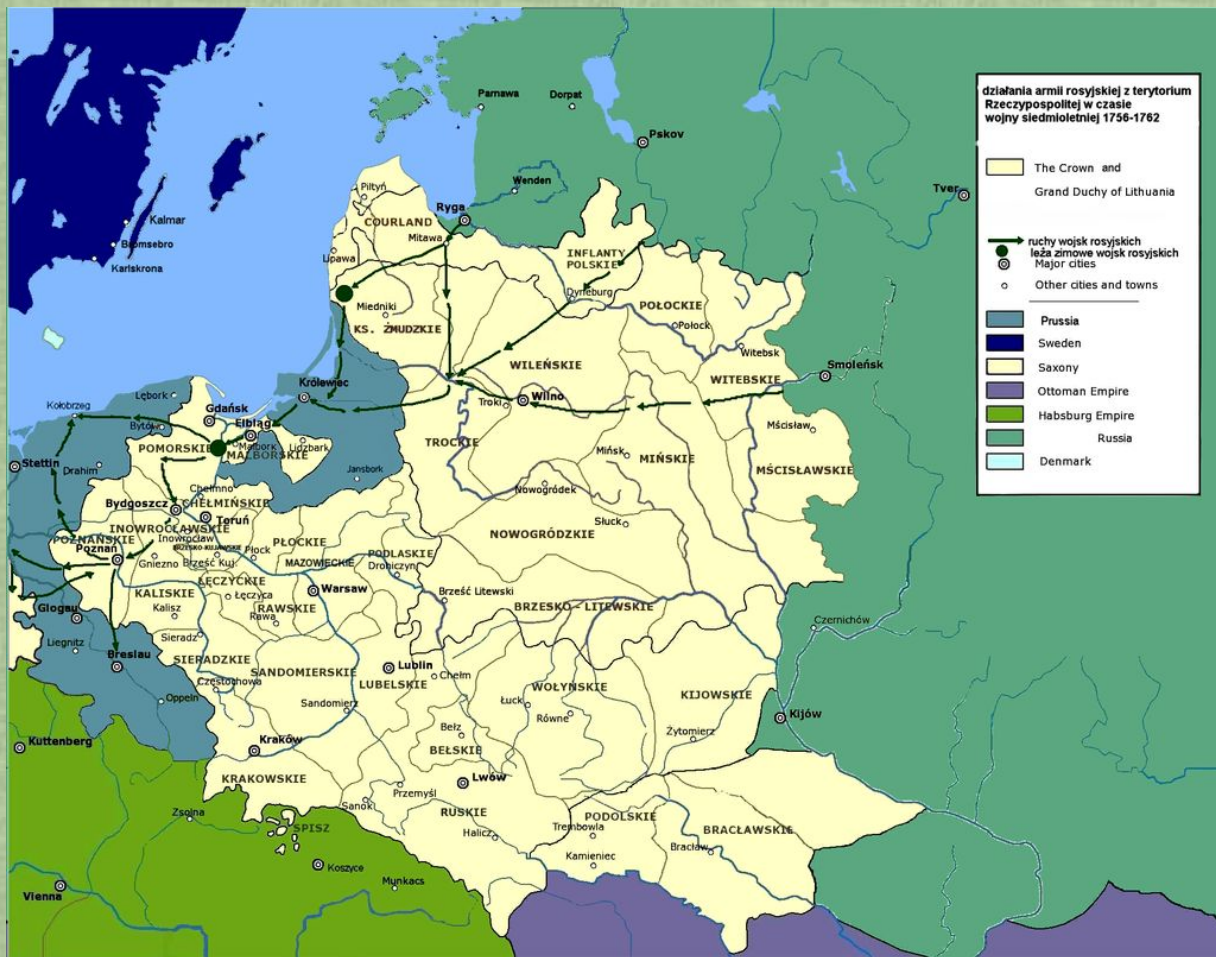 działania armii rosyjskiej z terytorium
Rzeczypospolitej w czasie
wojny siedmioletniej 1756-1762
The Crown and
Grand Duchy of Lithuania
ruchy wojsk rosyjskich
leża zimowe wojsk rosyjskich
Major cities
Other cities and towns
Prussia
Sweden
Saxony
Ottoman Empire
Habsburg Empire
Russia
Denmark
Parnawa
Dorpat
Pskov
Wenden
Tver
Piltyń
Ryga
COURLAND
Kalmar
Mitawa
Bromsebro
Lipawa
INFLANTY
POLSKIE
Karlskrona
Dyneburg
Miedniki
POŁOCKIE
KS. ŻMUDZKIE
Połock
Witebsk
WILEŃSKIE
Smoleńsk
WITEBSKIE
Królewiec
Lębork
Troki
Wilno
Kołobrzeg
Gdańsk
Bytów
Elbląg
Mścisław
POMORSKIE
Malbork
Lidzbark
MALBORSKIE
TROCKIE
Mińsk
MIŃSKIE
Stettin
Drahim
Jansbork
MŚCISŁAWSKIE
Chełmno
Nowogródek
Bydgoszcz
CHEŁMIŃSKIE
Toruń
Słuck
INOWROCŁAWSKIE
Inowrocław
POZNAŃSKIE
PŁOCKIE
NOWOGRÓDZKIE
Poznań
BRZESKO-KUJAWSKIE
Płock
PODLASKIE
Gniezno
Brześć Kuj.
MAZOWIECKIE
Drohiczyn
ŁĘCZYCKIE
KALISKIE
Łęczyca
Warsaw
Brześć Litewski
Glogau
Kalisz
RAWSKIE
Rawa
BRZESKO - LITEWSKIE
Czernichów
Liegnitz
Sieradz
Breslau
SIERADZKIE
SANDOMIERSKIE
Lublin
Chełm
Częstochowa
LUBELSKIE
WOŁYŃSKIE
KIJOWSKIE
Oppeln
Sandomierz
Łuck
Równe
Kijów
Bełz
Żytomierz
Kuttenberg
Kraków
BEŁSKIE
KRAKOWSKIE
Lwów
Przemyśl
Sanok
Zsolna
RUSKIE
PODOLSKIE
SPISZ
Halicz
Trembowla
BRACŁAWSKIE
Bracław
Koszyce
Kamieniec
Munkacs
Vienna